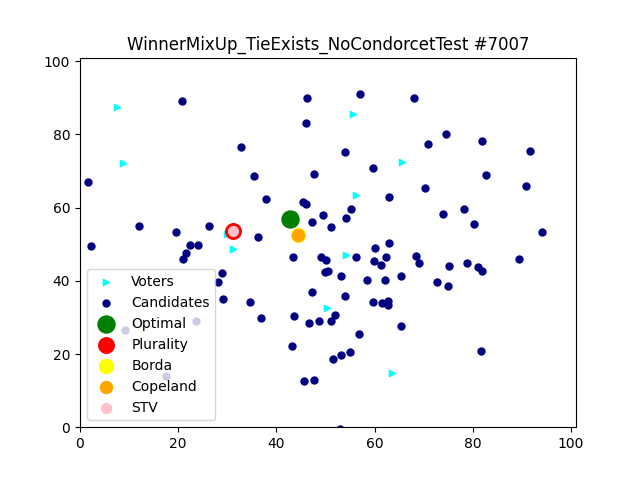 WinnerMixUp_TieExists_NoCondorcetTest #7007
100
80
60
40
20
0
Voters
Candidates
Optimal
Plurality
Borda
Copeland
STV
0 20 40 60 80 100